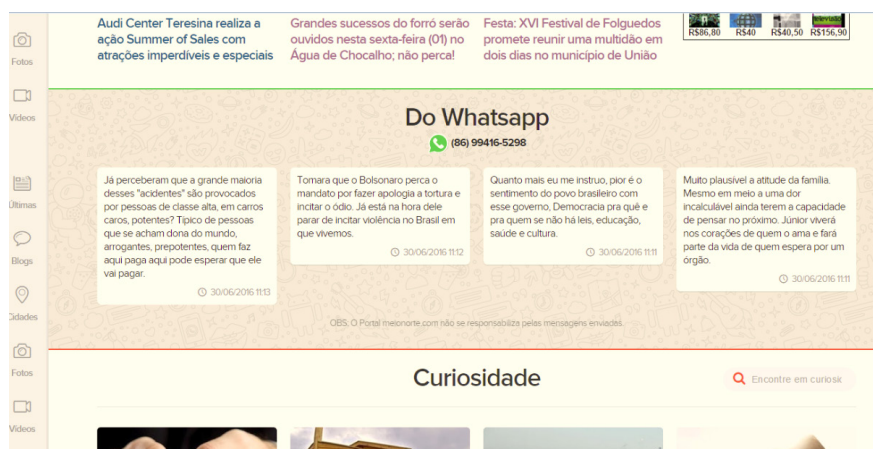 Audi Center Teresina realiza a
ação Summer of Sales com
atrações imperdíveis e especiais
Grandes sucessos do forró serão
ouvidos nesta sexta-feira (01) no
Água de Chocalho; não perca!
Festa: XVI Festival de Folguedos
promete reunir uma multidão em
dois dias no município de União
televisão
R$86,80 R$40 R$40,50 R$156,90
Fotos
Vídeos
Últimas
Blogs
Cidades
Fotos
Vídeos
Do Whatsapp
(86) 99416-5298
Já perceberam que a grande maioria
desses "acidentes" são provocados
por pessoas de classe alta, em carros
caros, potentes? Típico de pessoas
que se acham dona do mundo,
arrogantes, prepotentes, quem faz
aqui paga aqui pode esperar que ele
vai pagar.
30/06/2016 11:13
Tomara que o Bolsonaro perca o
mandato por fazer apologia a tortura e
incitar o ódio. Já está na hora dele
parar de incitar violência no Brasil em
que vivemos.
30/06/2016 11:12
Quanto mais eu me instruo, pior é o
sentimento do povo brasileiro com
esse governo, Democracia pra quê e
pra quem se não há leis, educação,
saúde e cultura.
30/06/2016 11:11
Muito plausível a atitude da família.
Mesmo em meio a uma dor
incalculável ainda terem a capacidade
de pensar no próximo. Júnior viverá
nos corações de quem o ama e fará
parte da vida de quem espera por um
órgão.
30/06/2016 11:11
OBS: O Portal meionorte.com não se responsabiliza pelas mensagens enviadas.
Curiosidade
Encontre em curiosic